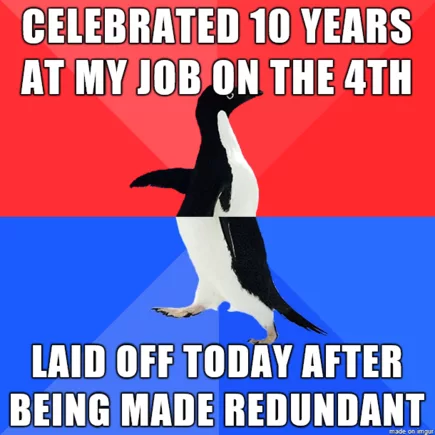 CELEBRATED 10 YEARS
AT MY JOB ON THE 4TH
LAID OFF TODAY AFTER
BEING MADE REDUNDANT
made on imgur